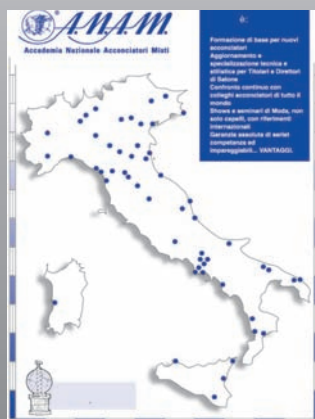 A.N.A.M.
Accademia Nazionale Acconciatori Misti
è:
Formazione di base per nuovi
acconciatori
Aggiornamento e
specializzazione tecnica e
stilistica per Titolari e Direttori
di Salone
Confronto continuo con
colleghi acconciatori di tutto il
mondo
Shows e seminari di Moda, non
solo capelli, con riferimenti
internazionali
Garanzia assoluta di serietà
competenza ed
impareggiabili... VANTAGGI.